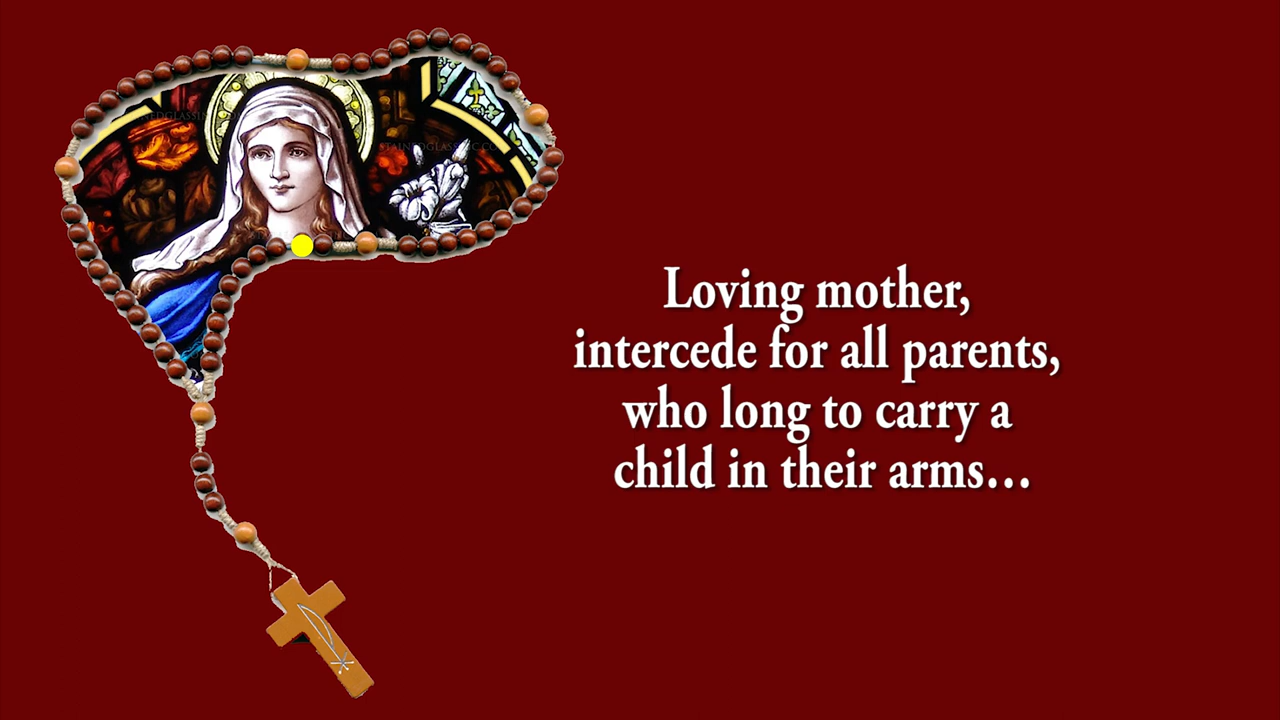 Loving mother,
intercede for all parents,
who long to carry a
child in their arms…